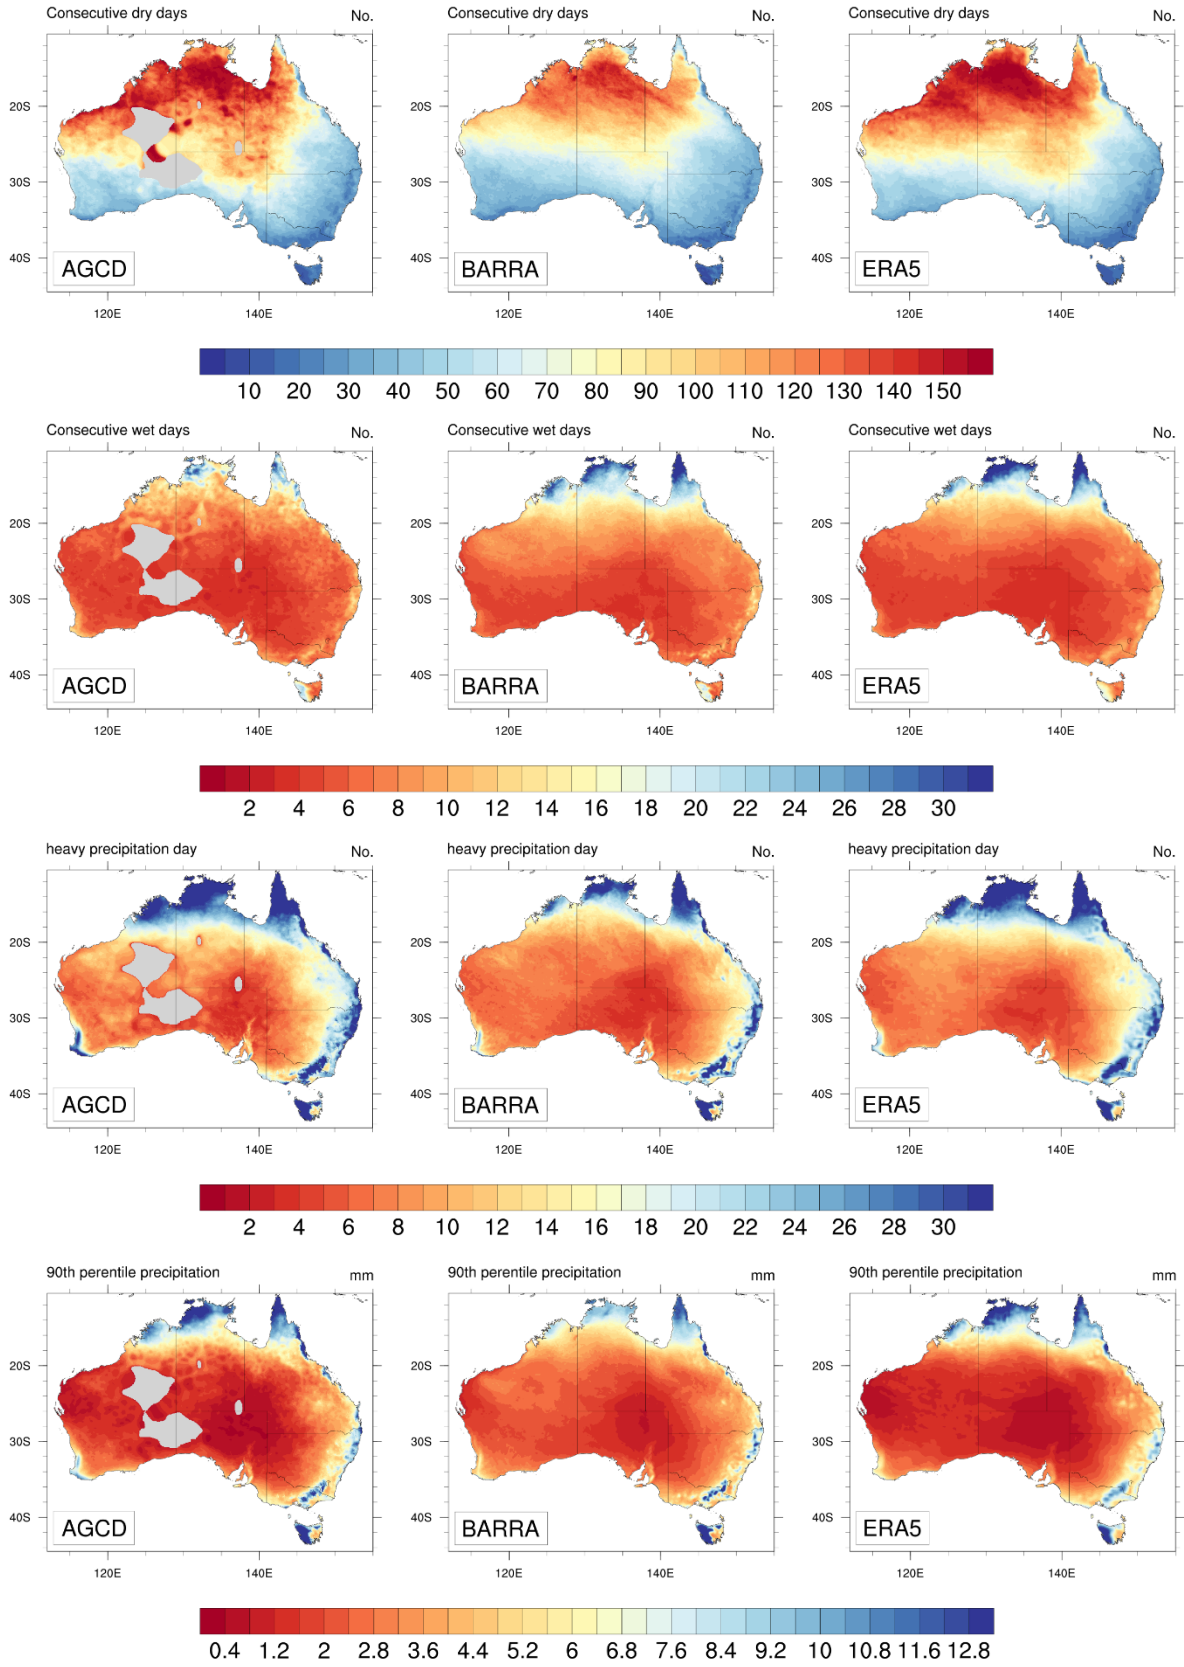 Consecutive dry days No. Consecutive dry days No. Consecutive dry days No.
20S 20S 20S
30S 30S 30S
40S 40S 40S
AGCD BARRA ERA5
120E 140E 120E 140E 120E 140E
10 20 30 40 50 60 70 80 90 100 110 120 130 140 150
Consecutive wet days No. Consecutive wet days No. Consecutive wet days No.
20S 20S 20S
30S 30S 30S
40S 40S 40S
AGCD BARRA ERA5
120E 140E 120E 140E 120E 140E
2 4 6 8 10 12 14 16 18 20 22 24 26 28 30
heavy precipitation day No. heavy precipitation day No. heavy precipitation day No.
20S 20S 20S
30S 30S 30S
40S 40S 40S
AGCD BARRA ERA5
120E 140E 120E 140E 120E 140E
2 4 6 8 10 12 14 16 18 20 22 24 26 28 30
90th perentile precipitation mm 90th perentile precipitation mm 90th perentile precipitation mm
20S 20S 20S
30S 30S 30S
40S 40S 40S
AGCD BARRA ERA5
120E 140E 120E 140E 120E 140E
0.4 1.2 2 2.8 3.6 4.4 5.2 6 6.8 7.6 8.4 9.2 10 10.8 11.6 12.8